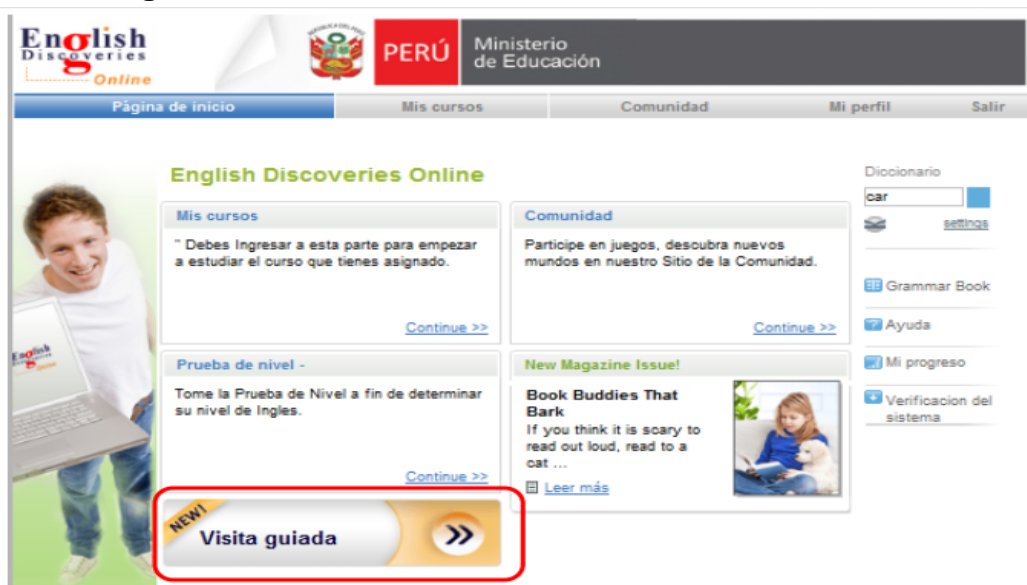 English
Discoveries
Online
PERÚ
Ministerio
de Educación
Página de inicio
Mis cursos
Comunidad
Mi perfil
Salir
English Discoveries Online
Mis cursos
" Debes Ingresar a esta parte para empezar
a estudiar el curso que tienes asignado.
Continue >>
Comunidad
Participe en juegos, descubra nuevos
mundos en nuestro Sitio de la Comunidad.
Continue >>
Prueba de nivel -
Tome la Prueba de Nivel a fin de determinar
su nivel de Ingles.
Continue >>
New Magazine Issue!
Book Buddies That
Bark
If you think it is scary to
read out loud, read to a
cat ...
Leer más
NEW!
Visita guiada
Diccionario
car
settings
Grammar Book
Ayuda
Mi progreso
Verificacion del
sistema
English